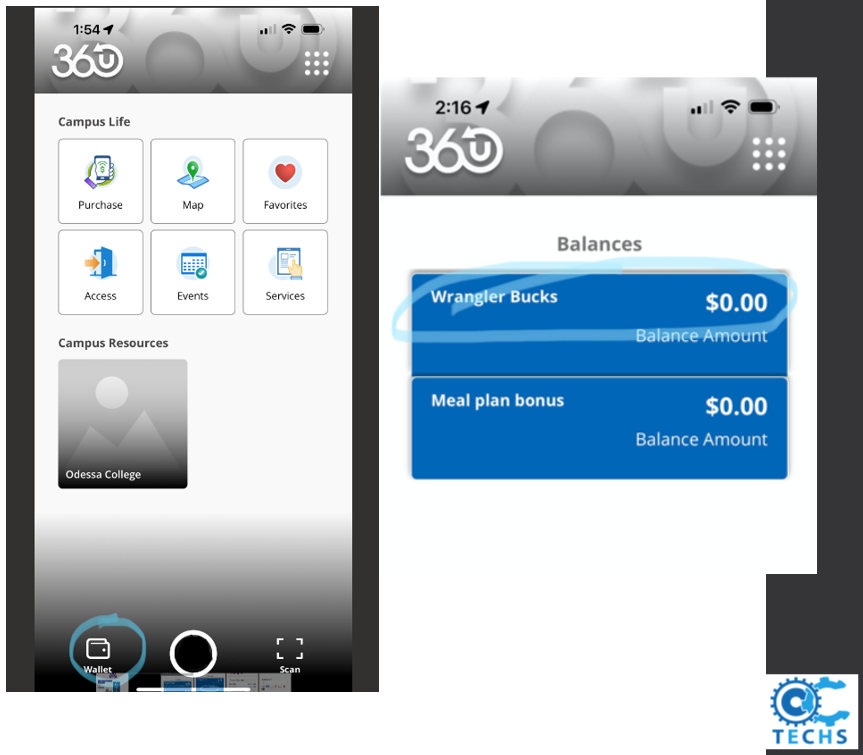 1:54
360U
Campus Life
Purchase
Map
Favorites
Access
Events
Services
Campus Resources
Odessa College
Wallet
Scan
2:16
360U
Balances
Wrangler Bucks
$0.00
Balance Amount
Meal plan bonus
$0.00
Balance Amount
OC
TECHS